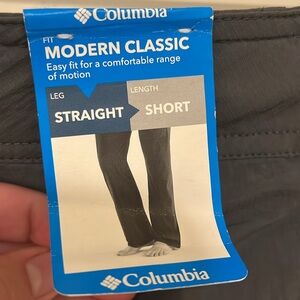 Columbia
FIT
MODERN CLASSIC
Easy fit for a comfortable range
of motion
LEG
STRAIGHT
LENGTH
SHORT
Columbia